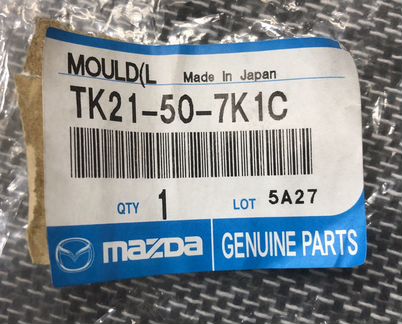 MOULD(L Made In Japan
TK21-50-7K1C
QTY 1 LOT 5A27
mazda GENUINE PARTS